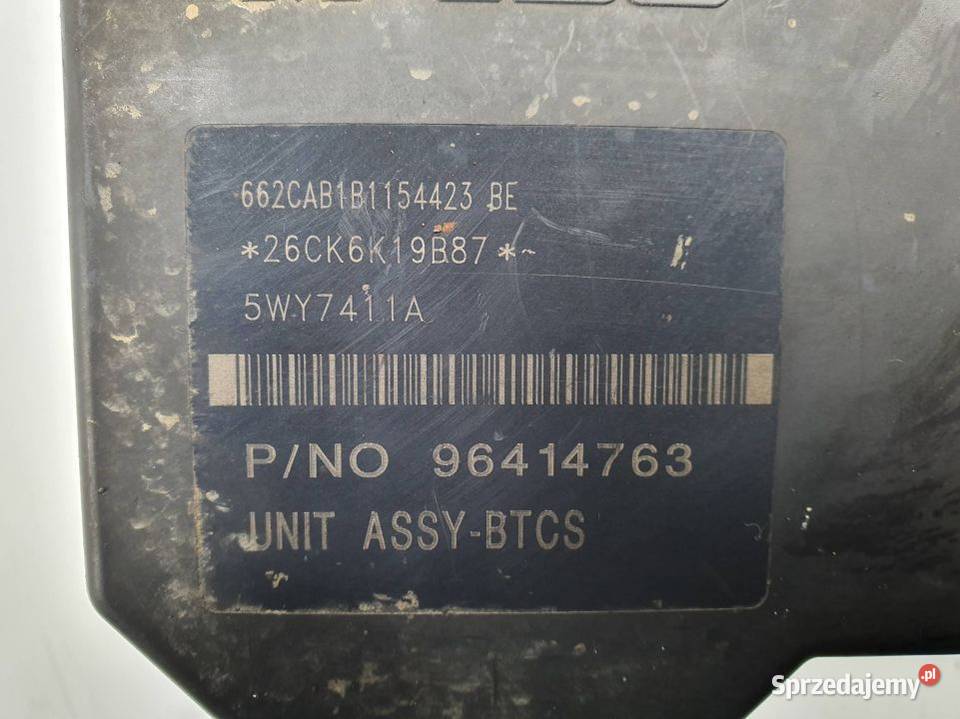 662CAB1B1154423 BE
*26CK6K19B87*~
5WY7411A
P/NO 96414763
UNIT ASSY-BTCS
Sprzedajemy.pl